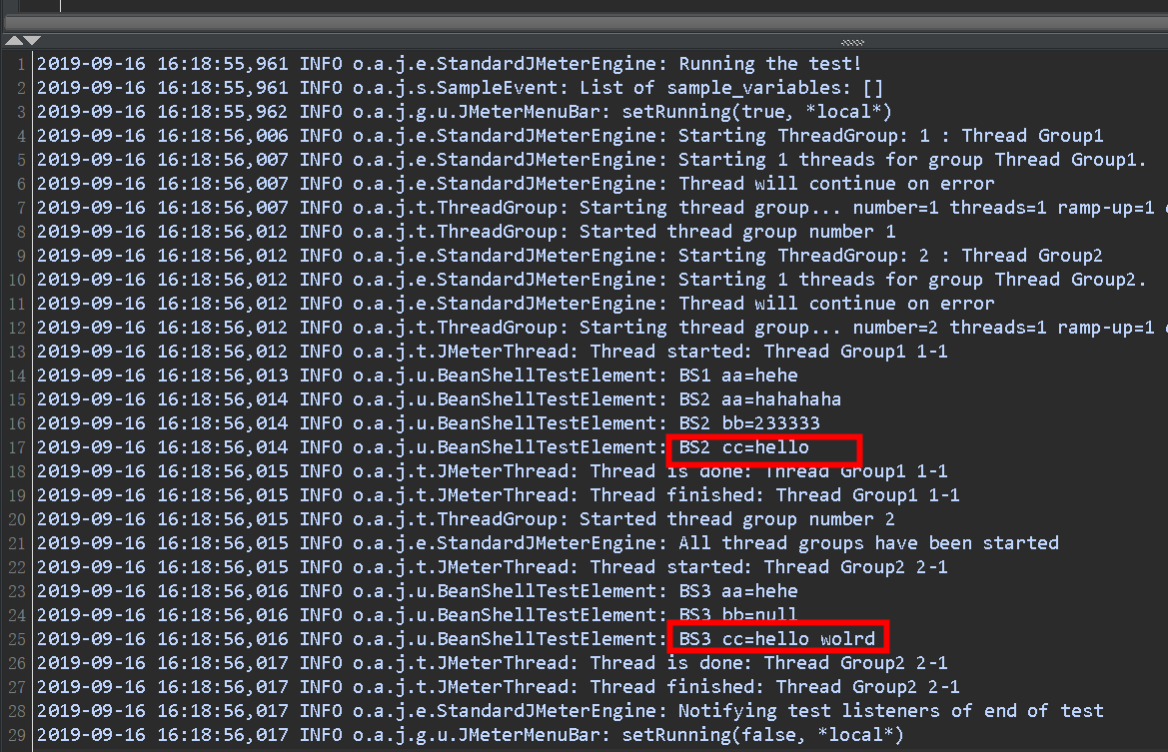 1 2019-09-16 16:18:55,961 INFO o.a.j.e.StandardJMeterEngine: Running the test!
2 2019-09-16 16:18:55,961 INFO o.a.j.s.SampleEvent: List of sample_variables: []
3 2019-09-16 16:18:55,962 INFO o.a.j.g.u.JMeterMenuBar: setRunning(true, *local*)
4 2019-09-16 16:18:56,006 INFO o.a.j.e.StandardJMeterEngine: Starting ThreadGroup: 1 : Thread Group1
5 2019-09-16 16:18:56,007 INFO o.a.j.e.StandardJMeterEngine: Starting 1 threads for group Thread Group1.
6 2019-09-16 16:18:56,007 INFO o.a.j.e.StandardJMeterEngine: Thread will continue on error
7 2019-09-16 16:18:56,007 INFO o.a.j.t.ThreadGroup: Starting thread group... number=1 threads=1 ramp-up=1
8 2019-09-16 16:18:56,012 INFO o.a.j.t.ThreadGroup: Started thread group number 1
9 2019-09-16 16:18:56,012 INFO o.a.j.e.StandardJMeterEngine: Starting ThreadGroup: 2 : Thread Group2
10 2019-09-16 16:18:56,012 INFO o.a.j.e.StandardJMeterEngine: Starting 1 threads for group Thread Group2.
11 2019-09-16 16:18:56,012 INFO o.a.j.e.StandardJMeterEngine: Thread will continue on error
12 2019-09-16 16:18:56,012 INFO o.a.j.t.ThreadGroup: Starting thread group... number=2 threads=1 ramp-up=1
13 2019-09-16 16:18:56,012 INFO o.a.j.t.JMeterThread: Thread started: Thread Group1 1-1
14 2019-09-16 16:18:56,013 INFO o.a.j.u.BeanShellTestElement: BS1 aa=hehe
15 2019-09-16 16:18:56,014 INFO o.a.j.u.BeanShellTestElement: BS2 aa=hahahaha
16 2019-09-16 16:18:56,014 INFO o.a.j.u.BeanShellTestElement: BS2 bb=233333
17 2019-09-16 16:18:56,014 INFO o.a.j.u.BeanShellTestElement: BS2 cc=hello
18 2019-09-16 16:18:56,015 INFO o.a.j.t.JMeterThread: Thread is done: Thread Group1 1-1
19 2019-09-16 16:18:56,015 INFO o.a.j.t.JMeterThread: Thread finished: Thread Group1 1-1
20 2019-09-16 16:18:56,015 INFO o.a.j.t.ThreadGroup: Started thread group number 2
21 2019-09-16 16:18:56,015 INFO o.a.j.e.StandardJMeterEngine: All thread groups have been started
22 2019-09-16 16:18:56,015 INFO o.a.j.t.JMeterThread: Thread started: Thread Group2 2-1
23 2019-09-16 16:18:56,016 INFO o.a.j.u.BeanShellTestElement: BS3 aa=hehe
24 2019-09-16 16:18:56,016 INFO o.a.j.u.BeanShellTestElement: BS3 bb=null
25 2019-09-16 16:18:56,016 INFO o.a.j.u.BeanShellTestElement: BS3 cc=hello wolrd
26 2019-09-16 16:18:56,016 INFO o.a.j.t.JMeterThread: Thread is done: Thread Group2 2-1
27 2019-09-16 16:18:56,017 INFO o.a.j.t.JMeterThread: Thread finished: Thread Group2 2-1
28 2019-09-16 16:18:56,017 INFO o.a.j.e.StandardJMeterEngine: Notifying test listeners of end of test
29 2019-09-16 16:18:56,017 INFO o.a.j.g.u.JMeterMenuBar: setRunning(false, *local*)